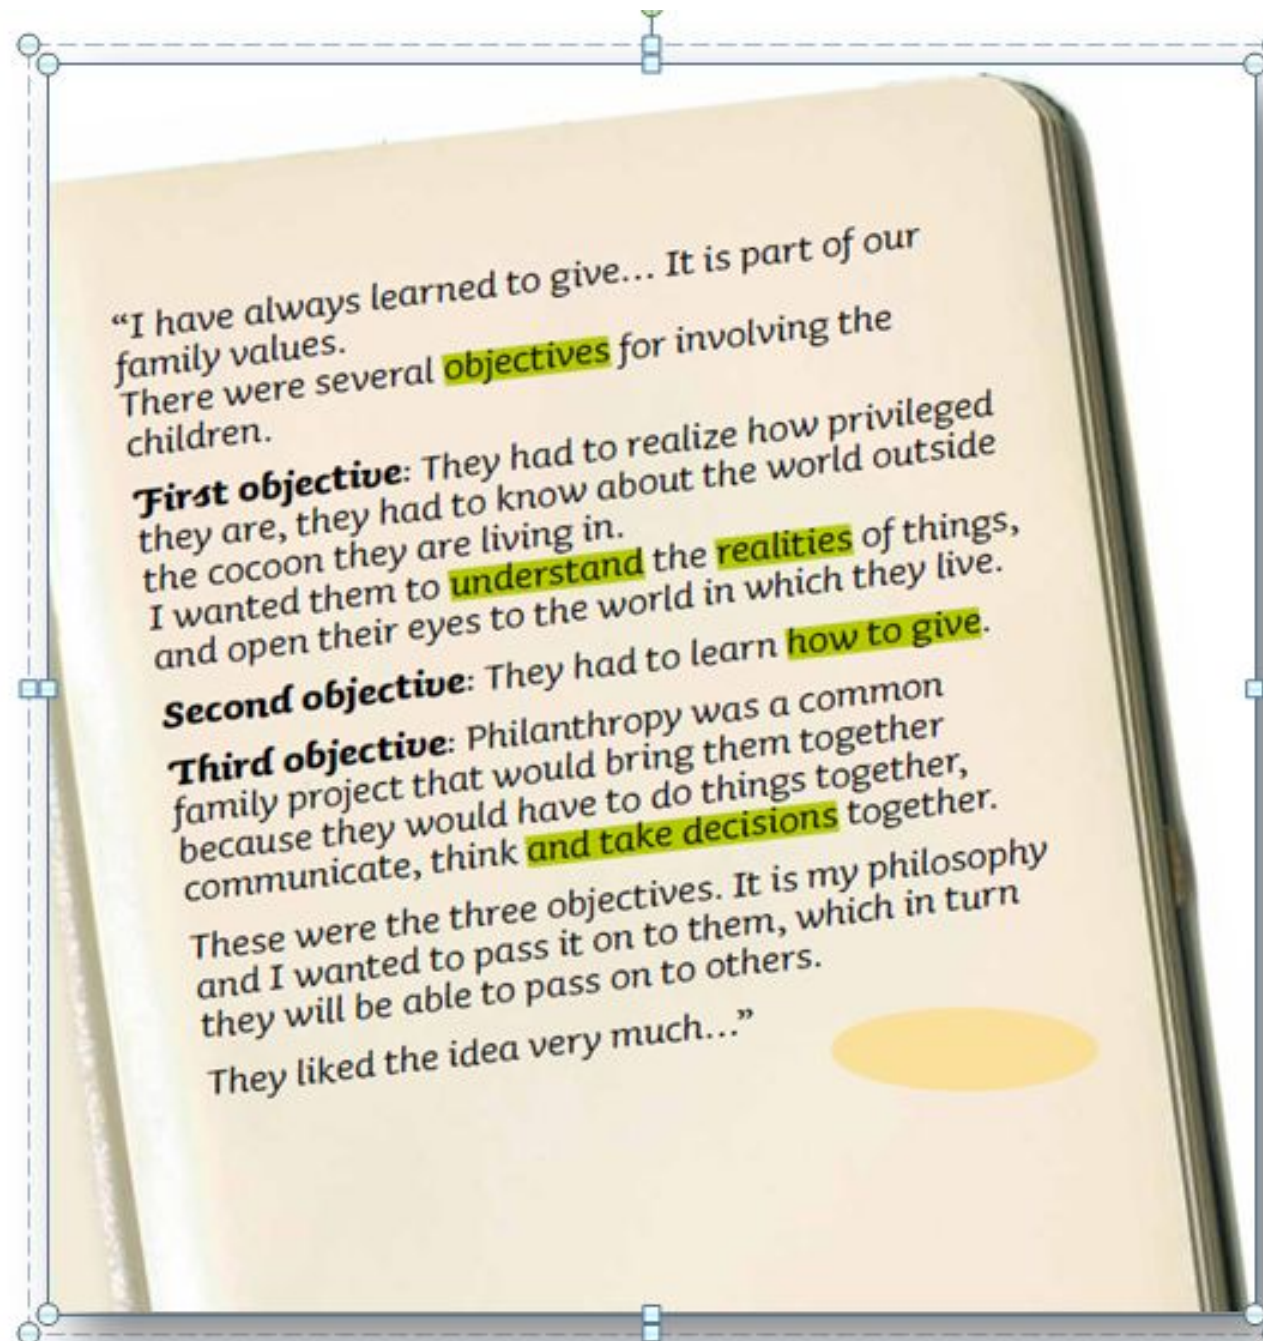 “I have always learned to give... It is part of our
family values.
There were several objectives for involving the
children.
First objective: They had to realize how privileged
they are, they had to know about the world outside
the cocoon they are living in.
I wanted them to understand the realities of things,
and open their eyes to the world in which they live.
Second objective: They had to learn how to give.
Third objective: Philanthropy was a common
family project that would bring them together
because they would have to do things together,
communicate, think and take decisions together.
These were the three objectives. It is my philosophy
and I wanted to pass it on to them, which in turn
they will be able to pass on to others.
They liked the idea very much...”